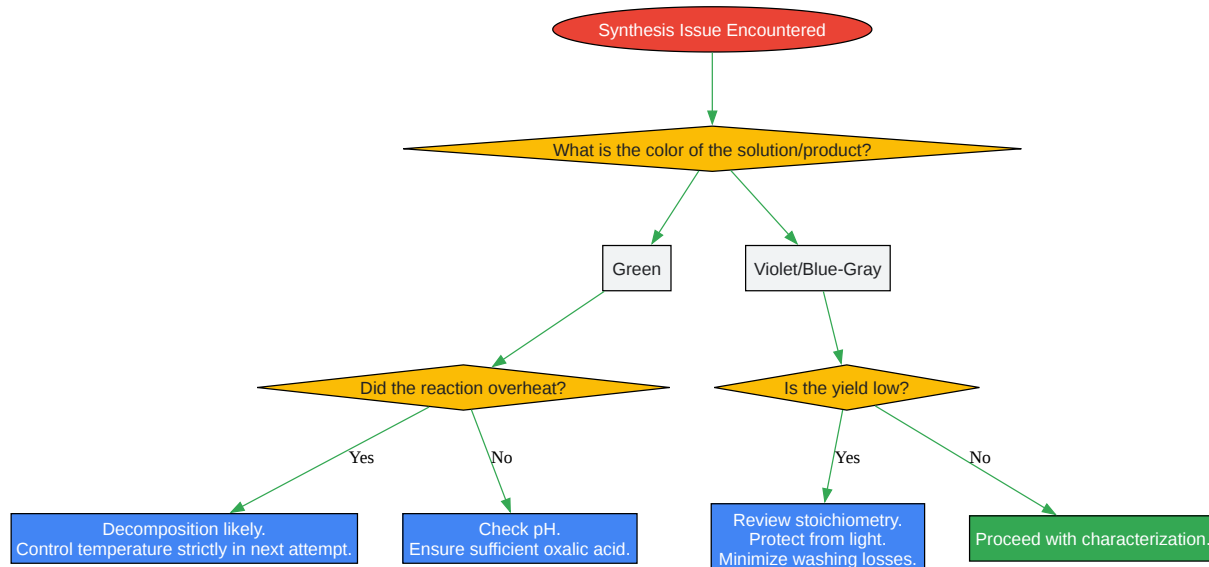 Synthesis Issue Encountered
What is the color of the solution/product?
Green
Violet/Blue-Gray
Did the reaction overheat?
Is the yield low?
Yes
No
Yes
No
Decomposition likely.
Control temperature strictly in next attempt.
Check pH.
Ensure sufficient oxalic acid.
Review stoichiometry.
Protect from light.
Minimize washing losses.
Proceed with characterization.